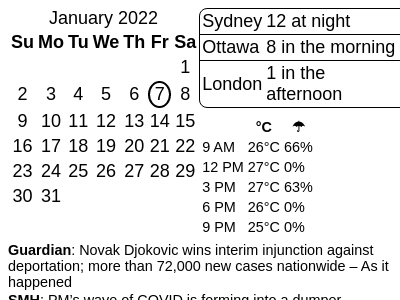 January 2022
Su Mo Tu We Th Fr Sa
1
2 3 4 5 6 7 8
9 10 11 12 13 14 15
16 17 18 19 20 21 22
23 24 25 26 27 28 29
30 31
Sydney 12 at night
Ottawa 8 in the morning
London 1 in the
afternoon
°C ☂
9 AM 26°C 66%
12 PM 27°C 0%
3 PM 27°C 63%
6 PM 26°C 0%
9 PM 25°C 0%
Guardian: Novak Djokovic wins interim injunction against
deportation; more than 72,000 new cases nationwide – As it
happened
SMH: PM's wave of COVID is forming into a dumper